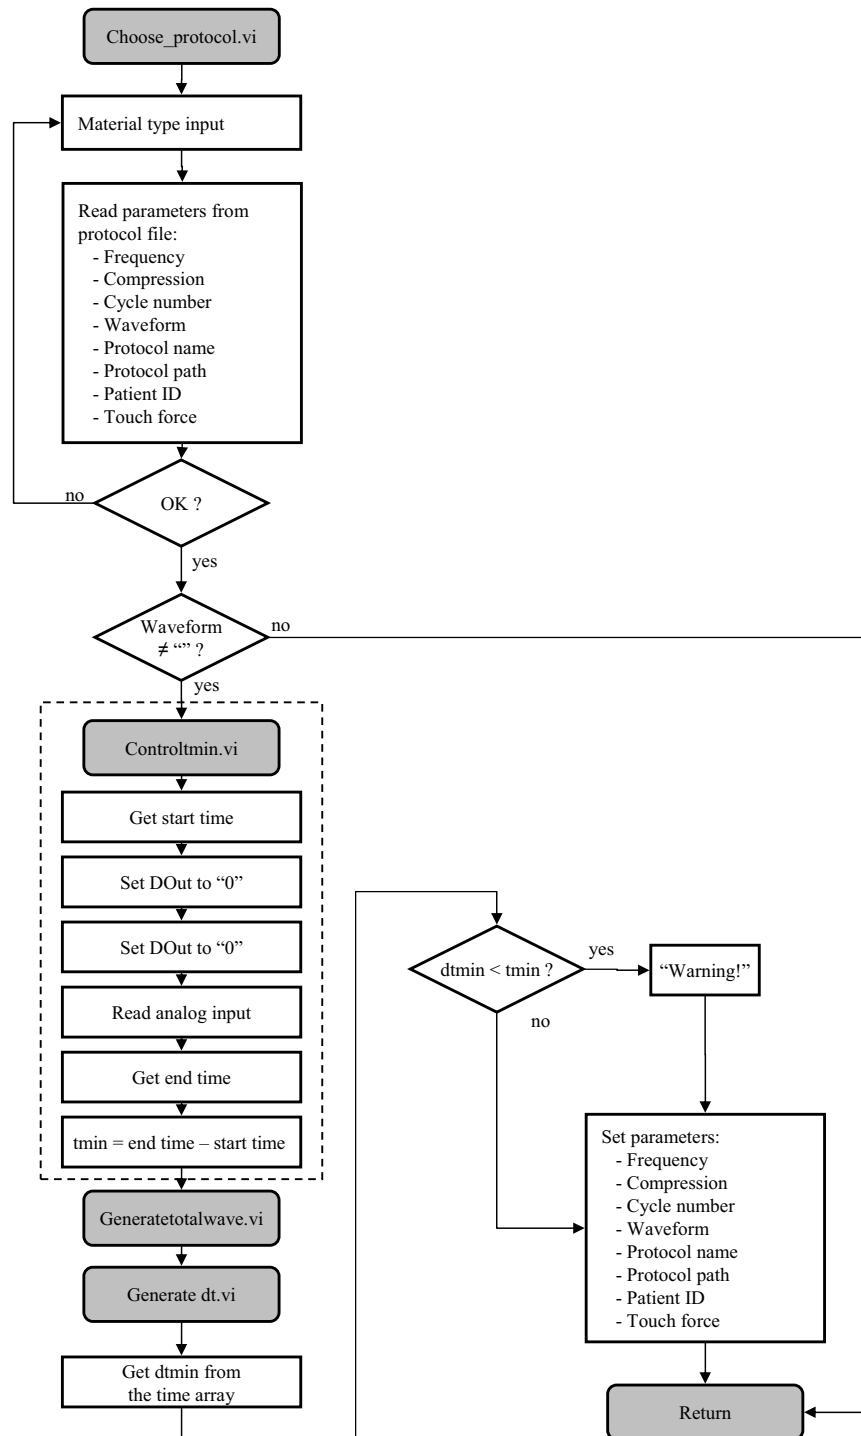 Choose_protocol.vi
Material type input
Read parameters from
protocol file:
- Frequency
- Compression
- Cycle number
- Waveform
- Protocol name
- Protocol path
- Patient ID
- Touch force
no
OK ?
yes
Waveform
≠ “” ?
no
yes
Controltmin.vi
Get start time
Set DOut to “0”
Set DOut to “0”
Read analog input
Get end time
tmin = end time – start time
Generatetotalwave.vi
Generate dt.vi
Get dtmin from
the time array
dtmin < tmin ?
yes
“Warning!”
no
Set parameters:
- Frequency
- Compression
- Cycle number
- Waveform
- Protocol name
- Protocol path
- Patient ID
- Touch force
Return